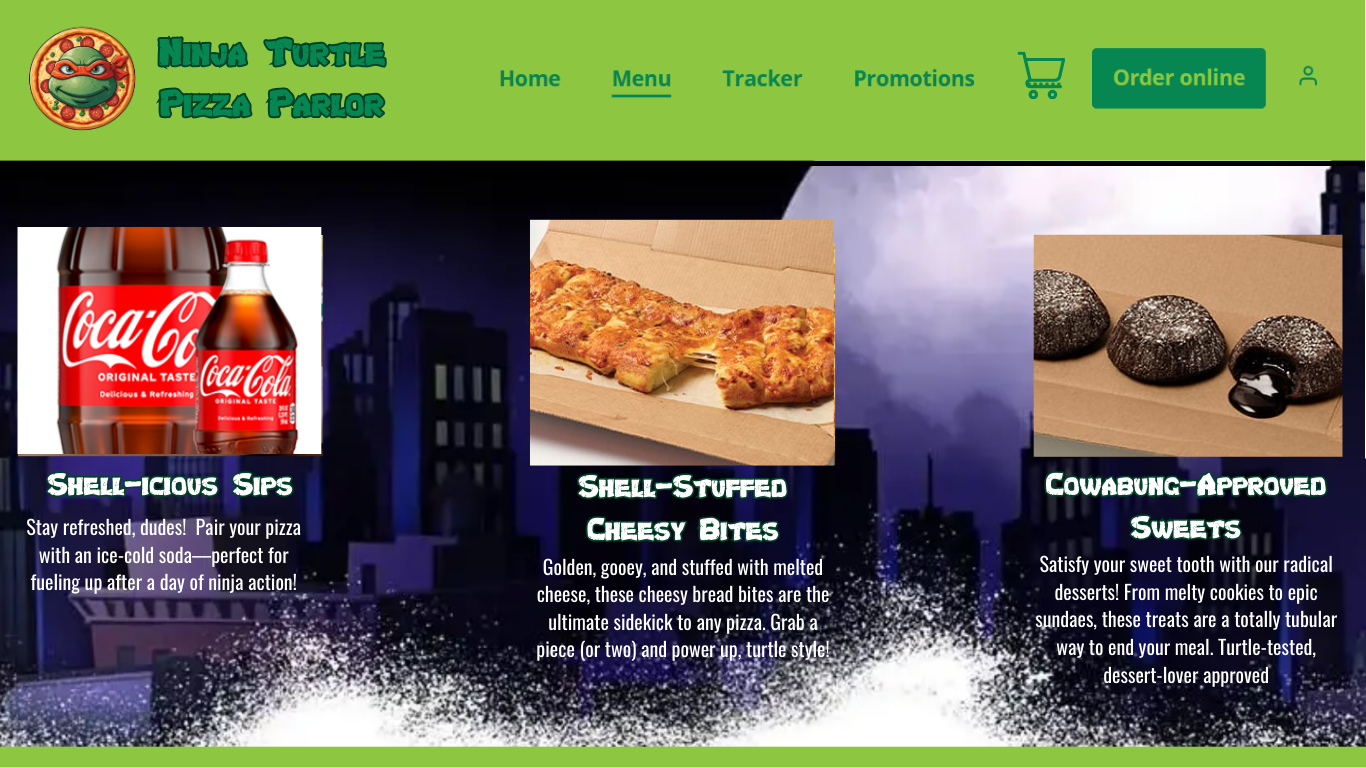 Ninja Turtle
Pizza Parlor
Home
Menu
Tracker
Promotions
Order online
Coca-Co
ORIGINAL TASTE
Delicious & Refreshing
Coca-Cola
ORIGINAL TASTE
Delicious & Refreshing
Shell-icious Sips
Stay refreshed, dudes! Pair your pizza
with an ice-cold soda—perfect for
fueling up after a day of ninja action!
Shell-Stuffed
Cheesy Bites
Golden, gooey, and stuffed with melted
cheese, these cheesy bread bites are the
ultimate sidekick to any pizza. Grab a
piece (or two) and power up, turtle style!
Cowabung-Approved
Sweets
Satisfy your sweet tooth with our radical
desserts! From melty cookies to epic
sundaes, these treats are a totally tubular
way to end your meal. Turtle-tested,
dessert-lover approved